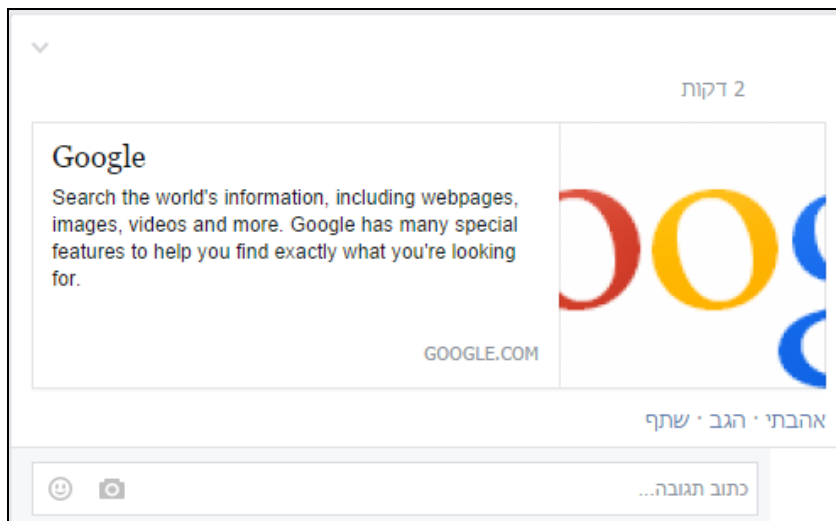 2 דקות
Google
Search the world's information, including webpages,
images, videos and more. Google has many special
features to help you find exactly what you're looking
for.
GOOGLE.COM
oog
אהבתי · הגב · שתף
כתוב תגובה...